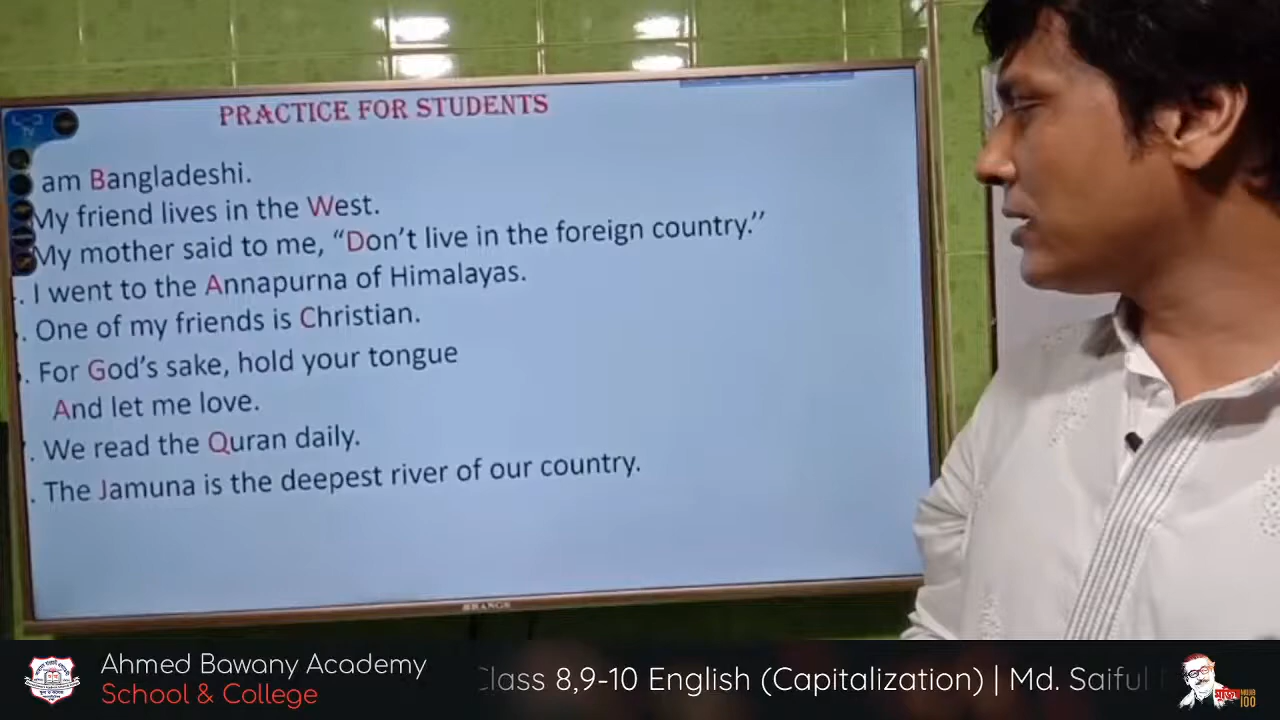 PRACTICE FOR STUDENTS
am Bangladeshi.
My friend lives in the West.
My mother said to me, “Don’t live in the foreign country.”
. I went to the Annapurna of Himalayas.
. One of my friends is Christian.
. For God’s sake, hold your tongue
And let me love.
. We read the Quran daily.
. The Jamuna is the deepest river of our country.
Ahmed Bawany Academy
School & College
Class 8,9-10 English (Capitalization) | Md. Saiful